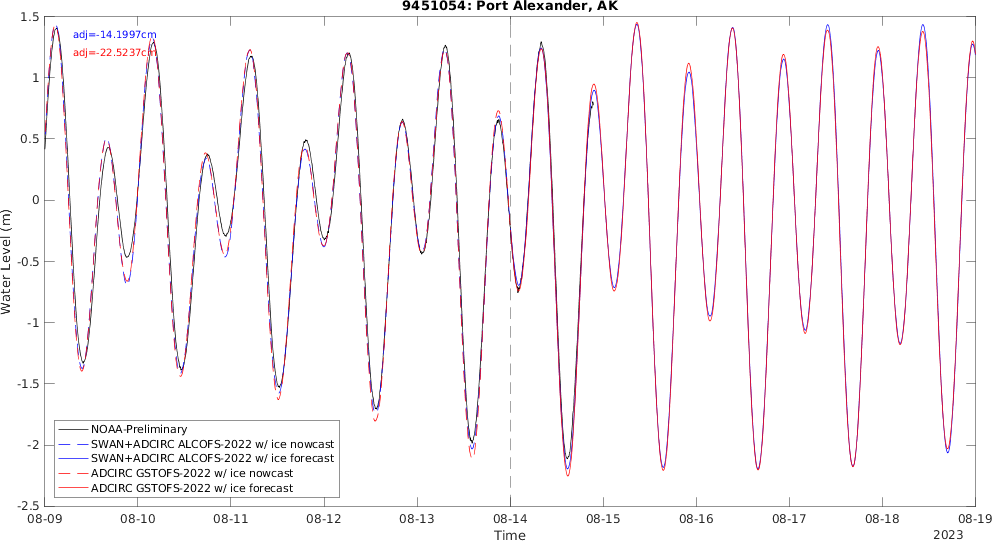 9451054: Port Alexander, AK
adj=-14.1997cm
adj=-22.5237cm
1.5
1
0.5
0
-0.5
-1
-1.5
-2
-2.5
Water Level (m)
NOAA-Preliminary
SWAN+ADCIRC ALCOFS-2022 w/ ice nowcast
SWAN+ADCIRC ALCOFS-2022 w/ ice forecast
ADCIRC GSTOFS-2022 w/ ice nowcast
ADCIRC GSTOFS-2022 w/ ice forecast
08-09 08-10 08-11 08-12 08-13 08-14 08-15 08-16 08-17 08-18 08-19
Time
2023